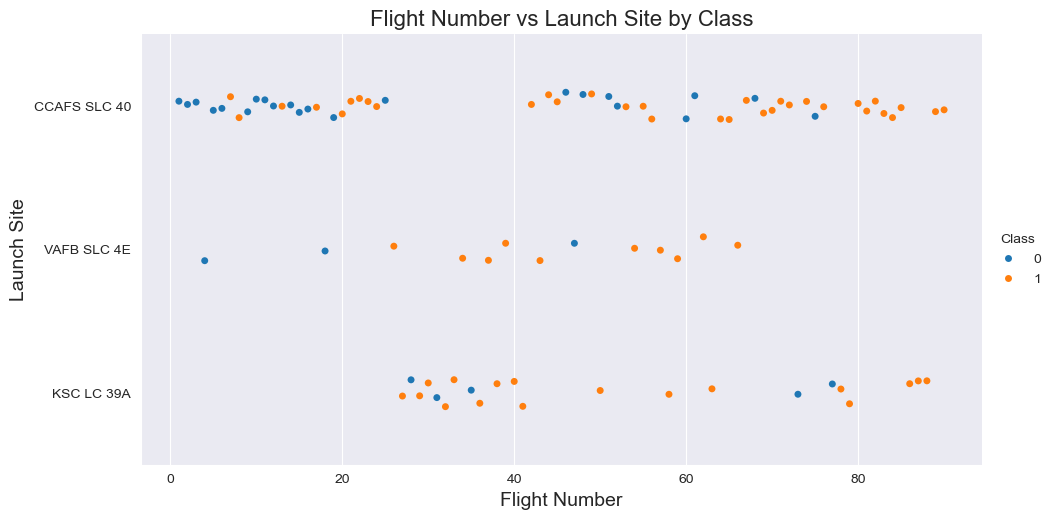 Flight Number vs Launch Site by Class
Launch Site
CCAFS SLC 40
VAFB SLC 4E
KSC LC 39A
0 20 40 60 80
Flight Number
Class
0
1